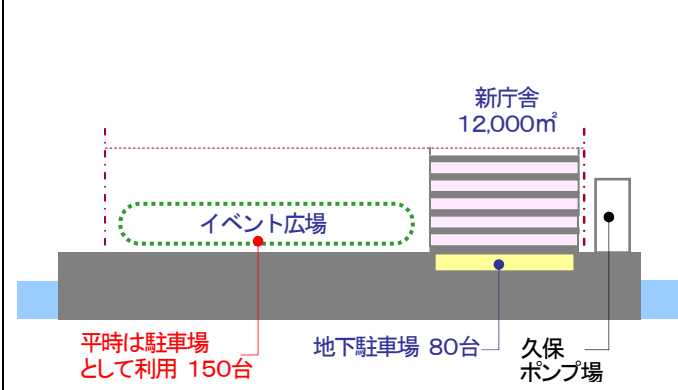 新庁舎
12,000㎡
イベント広場
平時は駐車場
として利用 150台
地下駐車場 80台
久保
ポンプ場